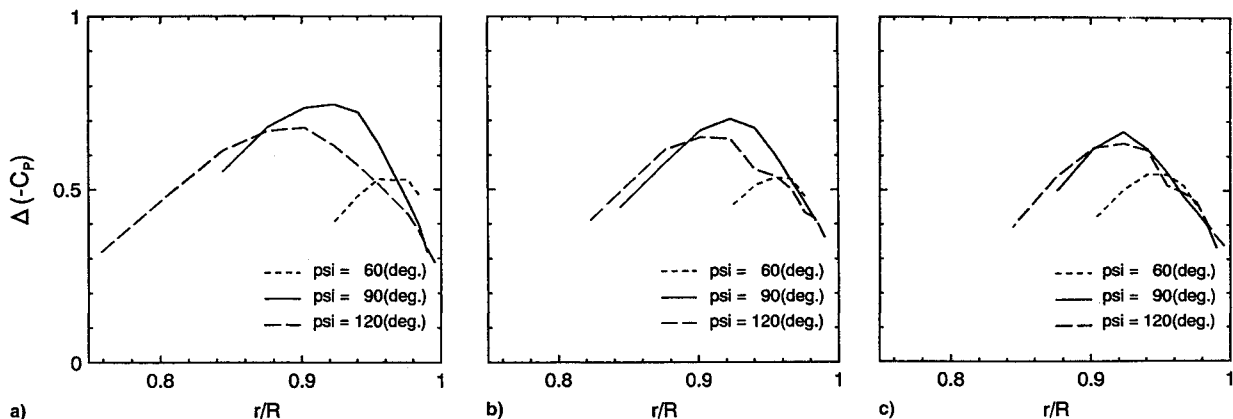 1
0.5
0
Δ (-C_P)
psi = 60(deg.)
psi = 90(deg.)
psi = 120(deg.)
0.8 0.9 1
a) r/R
psi = 60(deg.)
psi = 90(deg.)
psi = 120(deg.)
0.8 0.9 1
b) r/R
psi = 60(deg.)
psi = 90(deg.)
psi = 120(deg.)
0.8 0.9 1
c) r/R